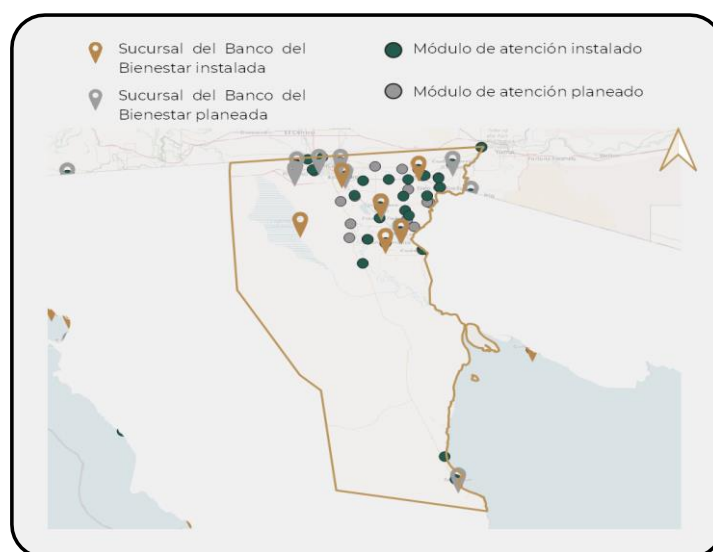 Sucursal del Banco del
Bienestar instalada
Módulo de atención instalado
Sucursal del Banco del
Bienestar planeada
Módulo de atención planeado